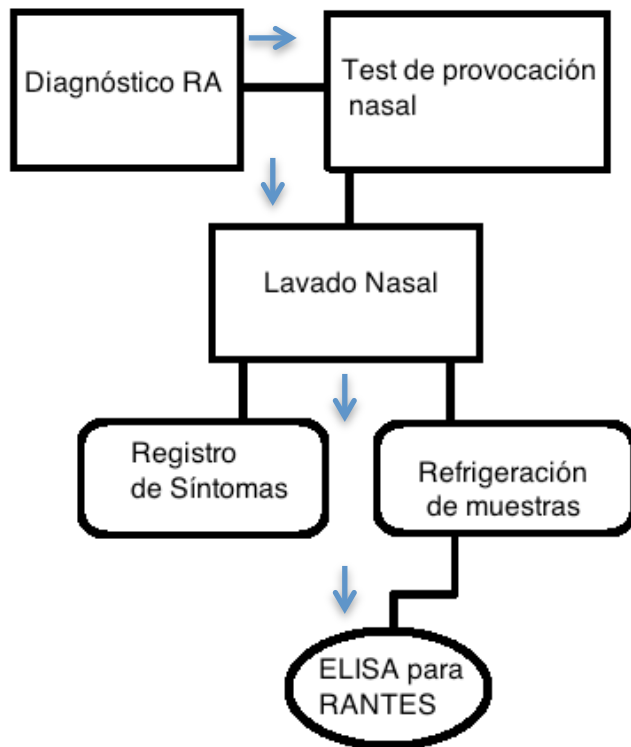 Diagnóstico RA
Test de provocación
nasal
Lavado Nasal
Registro
de Síntomas
Refrigeración
de muestras
ELISA para
RANTES